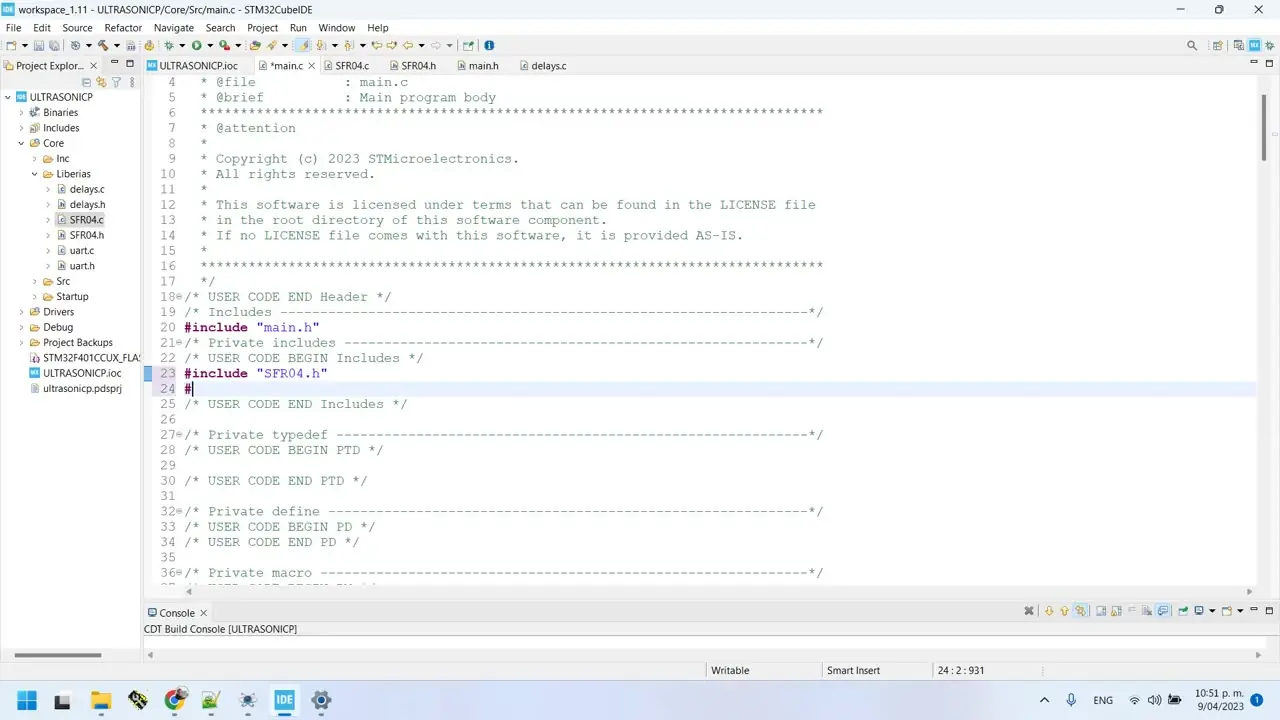 workspace_1.11 - ULTRASONICP/Core/Src/main.c - STM32CubeIDE
File Edit Source Refactor Navigate Search Project Run Window Help
Project Explor...
ULTRASONICP.ioc *main.c SFR04.c SFR04.h main.h delays.c
ULTRASONICP
Binaries
Includes
Core
Inc
Liberias
delays.c
delays.h
SFR04.c
SFR04.h
uart.c
uart.h
Src
Startup
Drivers
Debug
Project Backups
STM32F401CCUX_FLA
ULTRASONICP.ioc
ultrasonicp.pdsprj
4 * @file : main.c
5 * @brief : Main program body
6 ******************************************************************************
7 * @attention
8 *
9 * Copyright (c) 2023 STMicroelectronics.
10 * All rights reserved.
11 *
12 * This software is licensed under terms that can be found in the LICENSE file
13 * in the root directory of this software component.
14 * If no LICENSE file comes with this software, it is provided AS-IS.
15 *
16 ******************************************************************************
17 */
18 /* USER CODE END Header */
19 /* Includes ------------------------------------------------------------------*/
20 #include "main.h"
21 /* Private includes ----------------------------------------------------------*/
22 /* USER CODE BEGIN Includes */
23 #include "SFR04.h"
24 #
25 /* USER CODE END Includes */
26
27 /* Private typedef -----------------------------------------------------------*/
28 /* USER CODE BEGIN PTD */
29
30 /* USER CODE END PTD */
31
32 /* Private define ------------------------------------------------------------*/
33 /* USER CODE BEGIN PD */
34 /* USER CODE END PD */
35
36 /* Private macro -------------------------------------------------------------*/
Console
CDT Build Console [ULTRASONICP]
Writable Smart Insert 24 : 2 : 931
IDE
ENG
10:51 p. m.
9/04/2023
1